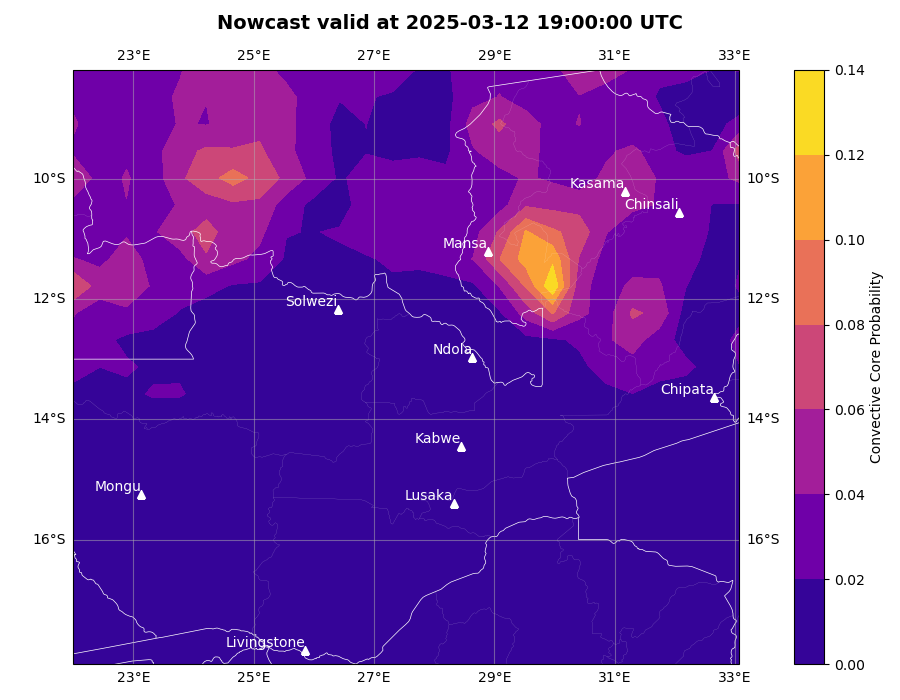 Nowcast valid at 2025-03-12 19:00:00 UTC
23°E 25°E 27°E 29°E 31°E 33°E
0.14
0.12
10°S Kasama 10°S
Chinsali
0.10
Mansa
12°S 12°S
Solwezi
0.08
Ndola
Chipata
0.06
14°S 14°S
Kabwe
Mongu Lusaka
0.04
16°S 16°S
0.02
Livingstone
0.00
23°E 25°E 27°E 29°E 31°E 33°E
Convective Core Probability